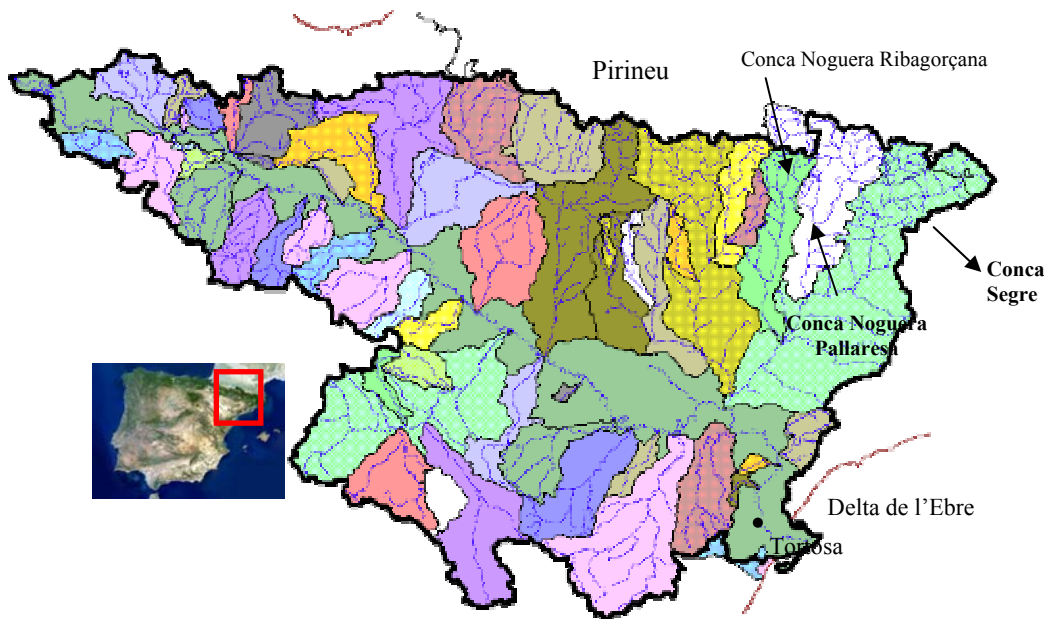 Pirineu
Conca Noguera Ribagorçana
Conca
Segre
Conca Noguera
Pallaresa
Delta de l’Ebre
Tortosa